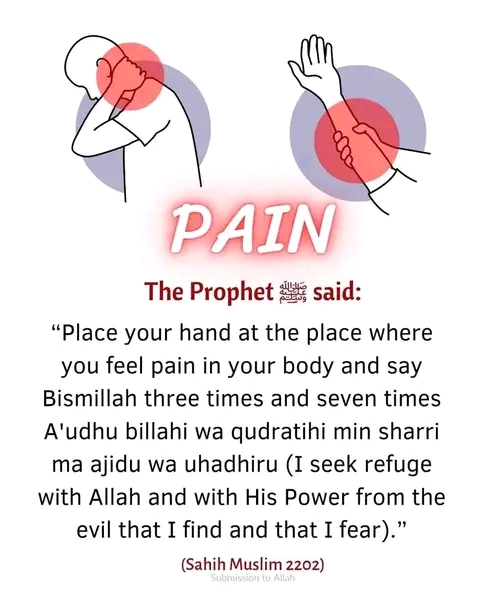 PAIN
The Prophet ﷺ said:
“Place your hand at the place where
you feel pain in your body and say
Bismillah three times and seven times
A'udhu billahi wa qudratihi min sharri
ma ajidu wa uhadhiru (I seek refuge
with Allah and with His Power from the
evil that I find and that I fear).”
(Sahih Muslim 2202)
Submission to Allah